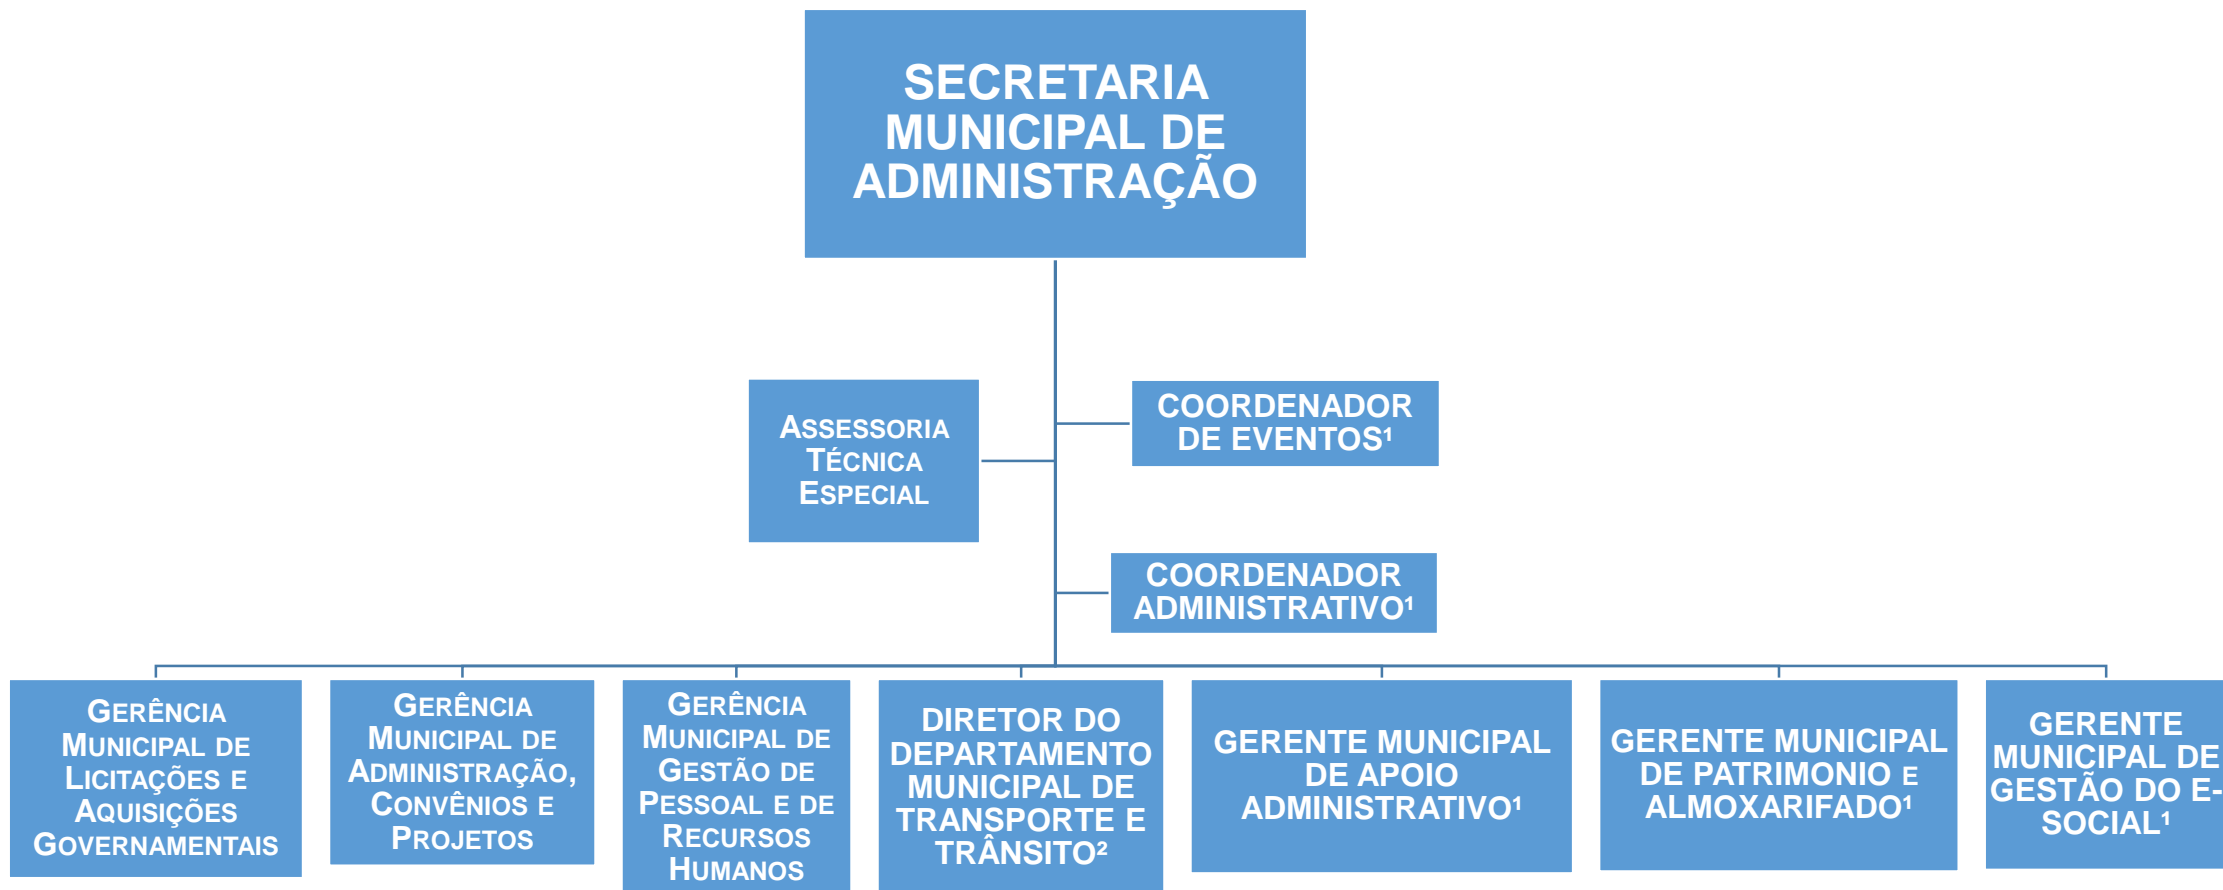 SECRETARIA
MUNICIPAL DE
ADMINISTRAÇÃO
ASSESSORIA
TÉCNICA
ESPECIAL
COORDENADOR
DE EVENTOS¹
COORDENADOR
ADMINISTRATIVO¹
GERÊNCIA
MUNICIPAL DE
LICITAÇÕES E
AQUISIÇÕES
GOVERNAMENTAIS
GERÊNCIA
MUNICIPAL DE
ADMINISTRAÇÃO,
CONVÊNIOS E
PROJETOS
GERÊNCIA
MUNICIPAL DE
GESTÃO DE
PESSOAL E DE
RECURSOS
HUMANOS
DIRETOR DO
DEPARTAMENTO
MUNICIPAL DE
TRANSPORTE E
TRÂNSITO²
GERENTE MUNICIPAL
DE APOIO
ADMINISTRATIVO¹
GERENTE MUNICIPAL
DE PATRIMONIO E
ALMOXARIFADO¹
GERENTE
MUNICIPAL DE
GESTÃO DO E-
SOCIAL¹